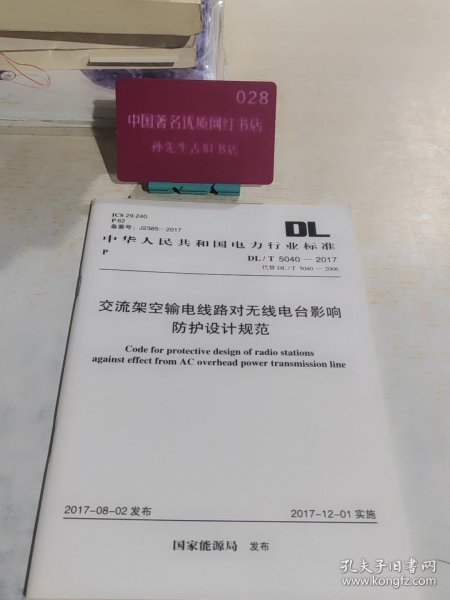 028
中国著名优质网红书店
孙先生古旧书店
ICS 29.240
P 62
备案号: J2385-2017
DL
中华人民共和国电力行业标准
P
DL / T 5040 — 2017
代替 DL / T 5040 — 2006
交流架空输电线路对无线电台影响
防护设计规范
Code for protective design of radio stations
against effect from AC overhead power transmission line
2017-08-02 发布
2017-12-01 实施
国家能源局 发布
孔夫子旧书网
www.kongfz.com